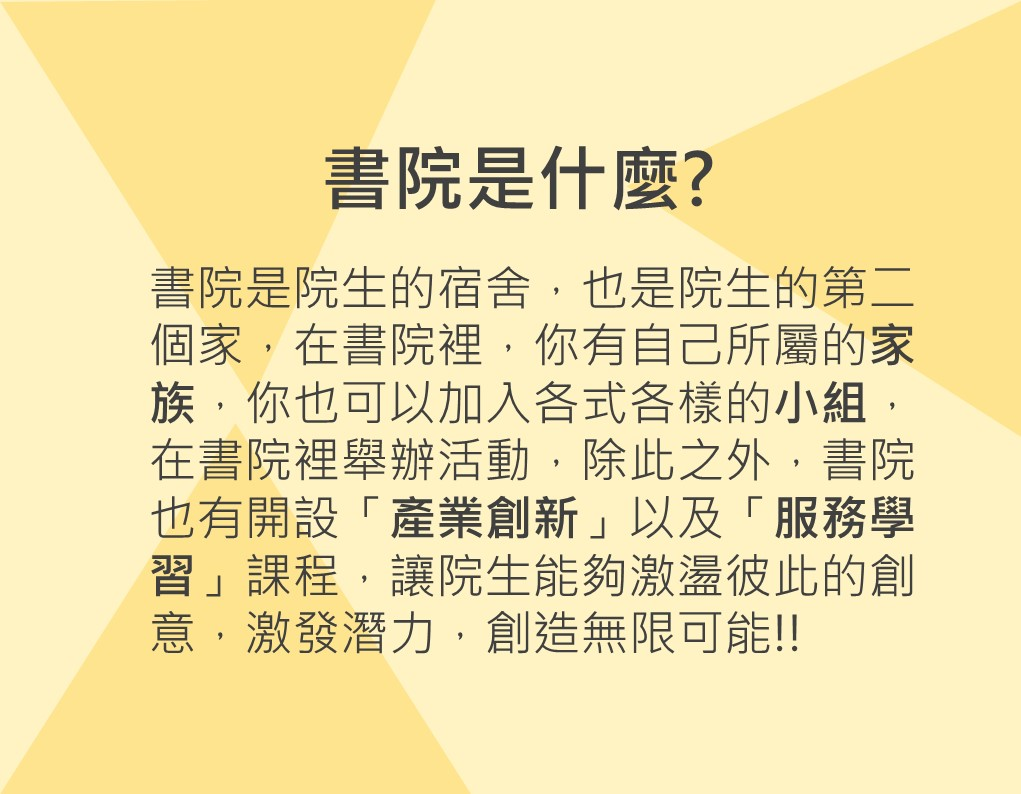 書院是什麼?
書院是院生的宿舍，也是院生的第二
個家，在書院裡，你有自己所屬的家
族，你也可以加入各式各樣的小組，
在書院裡舉辦活動，除此之外，書院
也有開設「產業創新」以及「服務學
習」課程，讓院生能夠激盪彼此的創
意，激發潛力，創造無限可能!!